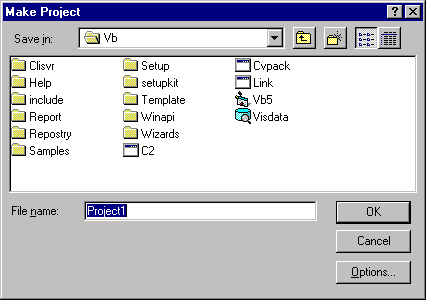 Make Project
Save in: Vb
Clisvr Setup Cvpack
Help setupkit Link
include Template Vb5
Report Winapi Visdata
Repostry Wizards
Samples C2
File name: Project1 OK
Cancel
Options...